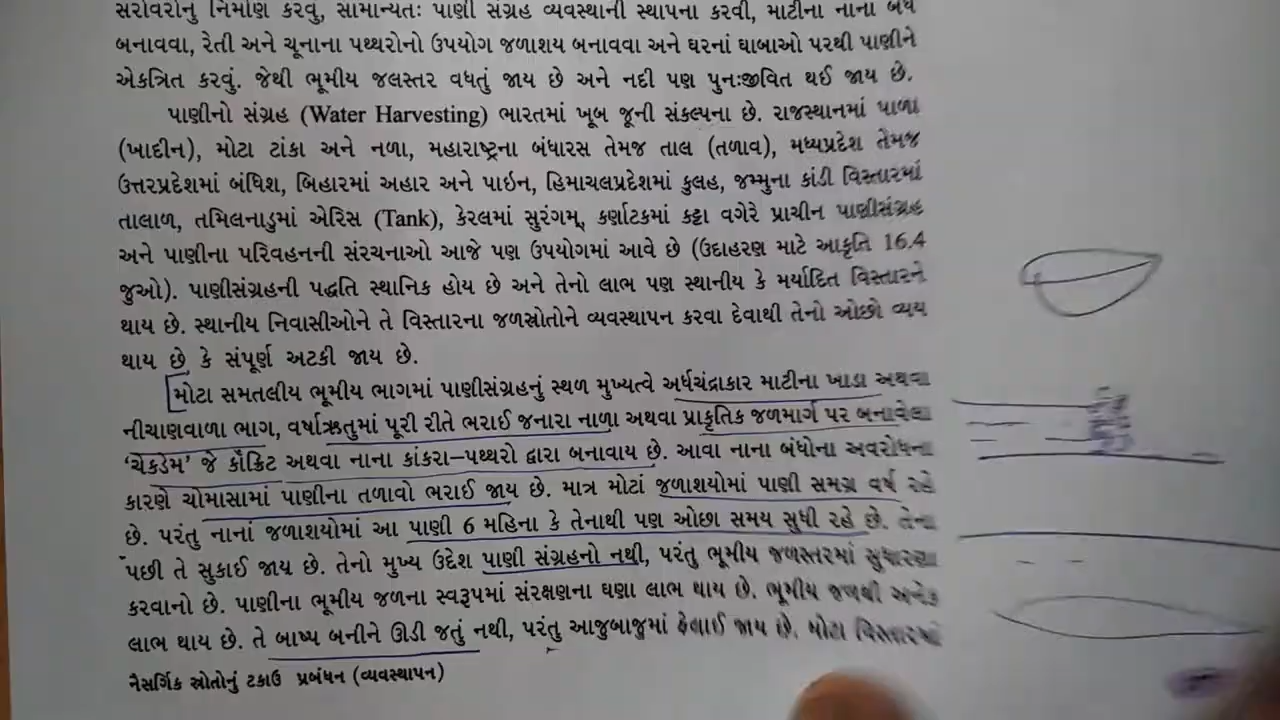 સરોવરોનું નિર્માણ કરવું, સામાન્યતઃ પાણી સંગ્રહ વ્યવસ્થાની સ્થાપના કરવી, માટીના નાના બંધ
બનાવવા, રેતી અને ચૂનાના પથ્થરોનો ઉપયોગ જળાશય બનાવવા અને ઘરનાં ધાબાઓ પરથી પાણીને
એકત્રિત કરવું. જેથી ભૂમીય જલસ્તર વધતું જાય છે અને નદી પણ પુનઃજીવિત થઈ જાય છે.
પાણીનો સંગ્રહ (Water Harvesting) ભારતમાં ખૂબ જૂની સંકલ્પના છે. રાજસ્થાનમાં પાળા
(ખાદીન), મોટા ટાંકા અને નળા, મહારાષ્ટ્રના બંધારસ તેમજ તાલ (તળાવ), મધ્યપ્રદેશ તેમજ
ઉત્તરપ્રદેશમાં બંધિશ, બિહારમાં અહાર અને પાઇન, હિમાચલપ્રદેશમાં કુલહ, જમ્મુના કાંડી વિસ્તારમાં
તાલાળ, તમિલનાડુમાં એરિસ (Tank), કેરલમાં સુરંગમ્, કર્ણાટકમાં કટ્ટા વગેરે પ્રાચીન પાણીસંગ્રહ
અને પાણીના પરિવહનની સંરચનાઓ આજે પણ ઉપયોગમાં આવે છે (ઉદાહરણ માટે આકૃતિ 16.4
જુઓ). પાણીસંગ્રહની પદ્ધતિ સ્થાનિક હોય છે અને તેનો લાભ પણ સ્થાનીય કે મર્યાદિત વિસ્તારને
થાય છે. સ્થાનીય નિવાસીઓને તે વિસ્તારના જળસ્રોતોને વ્યવસ્થાપન કરવા દેવાથી તેનો ઓછો વ્યય
થાય છે કે સંપૂર્ણ અટકી જાય છે.
મોટા સમતલીય ભૂમીય ભાગમાં પાણીસંગ્રહનું સ્થળ મુખ્યત્વે અર્ધચંદ્રાકાર માટીના ખાડા અથવા
નીચાણવાળા ભાગ, વર્ષાઋતુમાં પૂરી રીતે ભરાઈ જનારા નાળા અથવા પ્રાકૃતિક જળમાર્ગ પર બનાવેલા
‘ચેકડેમ’ જે કૉંક્રિટ અથવા નાના કાંકરા–પથ્થરો દ્વારા બનાવાય છે. આવા નાના બંધોના અવરોધના
કારણે ચોમાસામાં પાણીના તળાવો ભરાઈ જાય છે. માત્ર મોટાં જળાશયોમાં પાણી સમગ્ર વર્ષ રહે
છે. પરંતુ નાનાં જળાશયોમાં આ પાણી 6 મહિના કે તેનાથી પણ ઓછા સમય સુધી રહે છે. તેના
પછી તે સુકાઈ જાય છે. તેનો મુખ્ય ઉદેશ પાણી સંગ્રહનો નથી, પરંતુ ભૂમીય જળસ્તરમાં સુધારણા
કરવાનો છે. પાણીના ભૂમીય જળના સ્વરૂપમાં સંરક્ષણના ઘણા લાભ થાય છે. ભૂમીય જળથી અનેક
લાભ થાય છે. તે બાષ્પ બનીને ઊડી જતું નથી, પરંતુ આજુબાજુમાં ફેલાઈ જાય છે. મોટા વિસ્તારમાં
નૈસર્ગિક સ્રોતોનું ટકાઉ પ્રબંધન (વ્યવસ્થાપન)